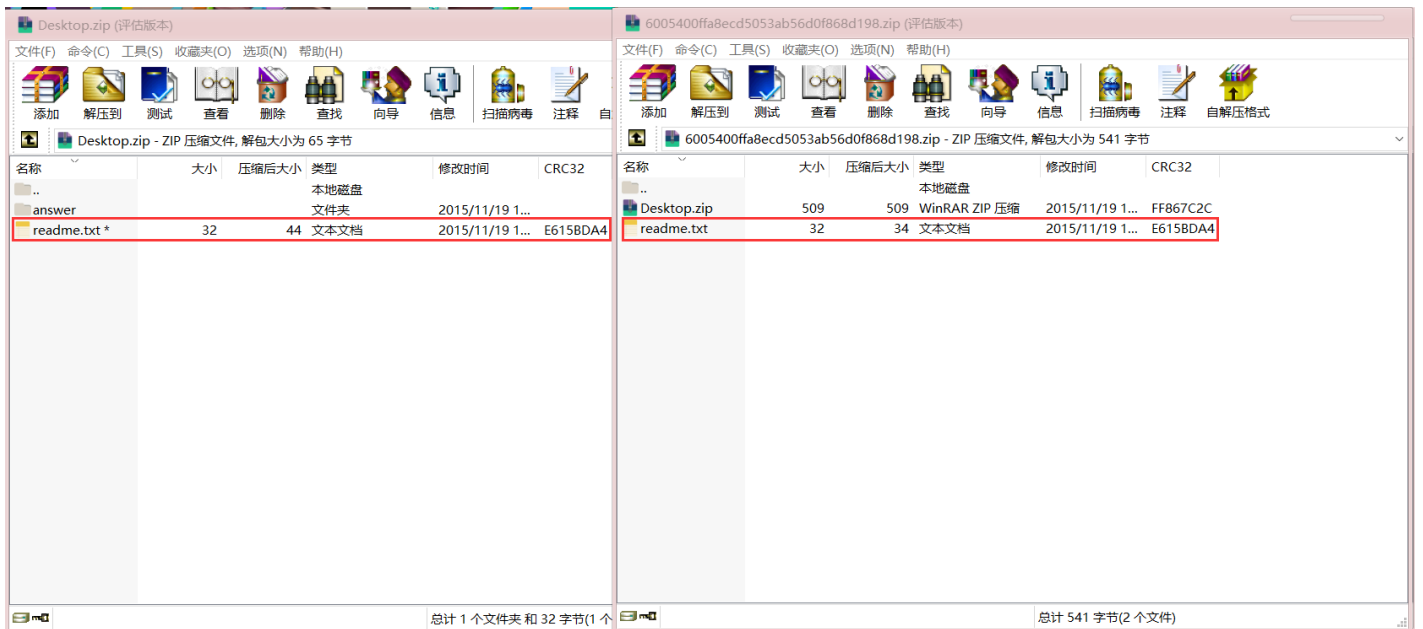 Desktop.zip (评估版本)
文件(F) 命令(C) 工具(S) 收藏夹(O) 选项(N) 帮助(H)
添加 解压到 测试 查看 删除 查找 向导 信息 扫描病毒 注释 自
Desktop.zip - ZIP 压缩文件, 解包大小为 65 字节
名称 大小 压缩后大小 类型 修改时间 CRC32
.. 本地磁盘
answer 文件夹 2015/11/19 1...
readme.txt * 32 44 文本文档 2015/11/19 1... E615BDA4
总计 1 个文件夹 和 32 字节(1 个
6005400ffa8ecd5053ab56d0f868d198.zip (评估版本)
文件(F) 命令(C) 工具(S) 收藏夹(O) 选项(N) 帮助(H)
添加 解压到 测试 查看 删除 查找 向导 信息 扫描病毒 注释 自解压格式
6005400ffa8ecd5053ab56d0f868d198.zip - ZIP 压缩文件, 解包大小为 541 字节
名称 大小 压缩后大小 类型 修改时间 CRC32
.. 本地磁盘
Desktop.zip 509 509 WinRAR ZIP 压缩 2015/11/19 1... FF867C2C
readme.txt 32 34 文本文档 2015/11/19 1... E615BDA4
总计 541 字节(2 个文件)